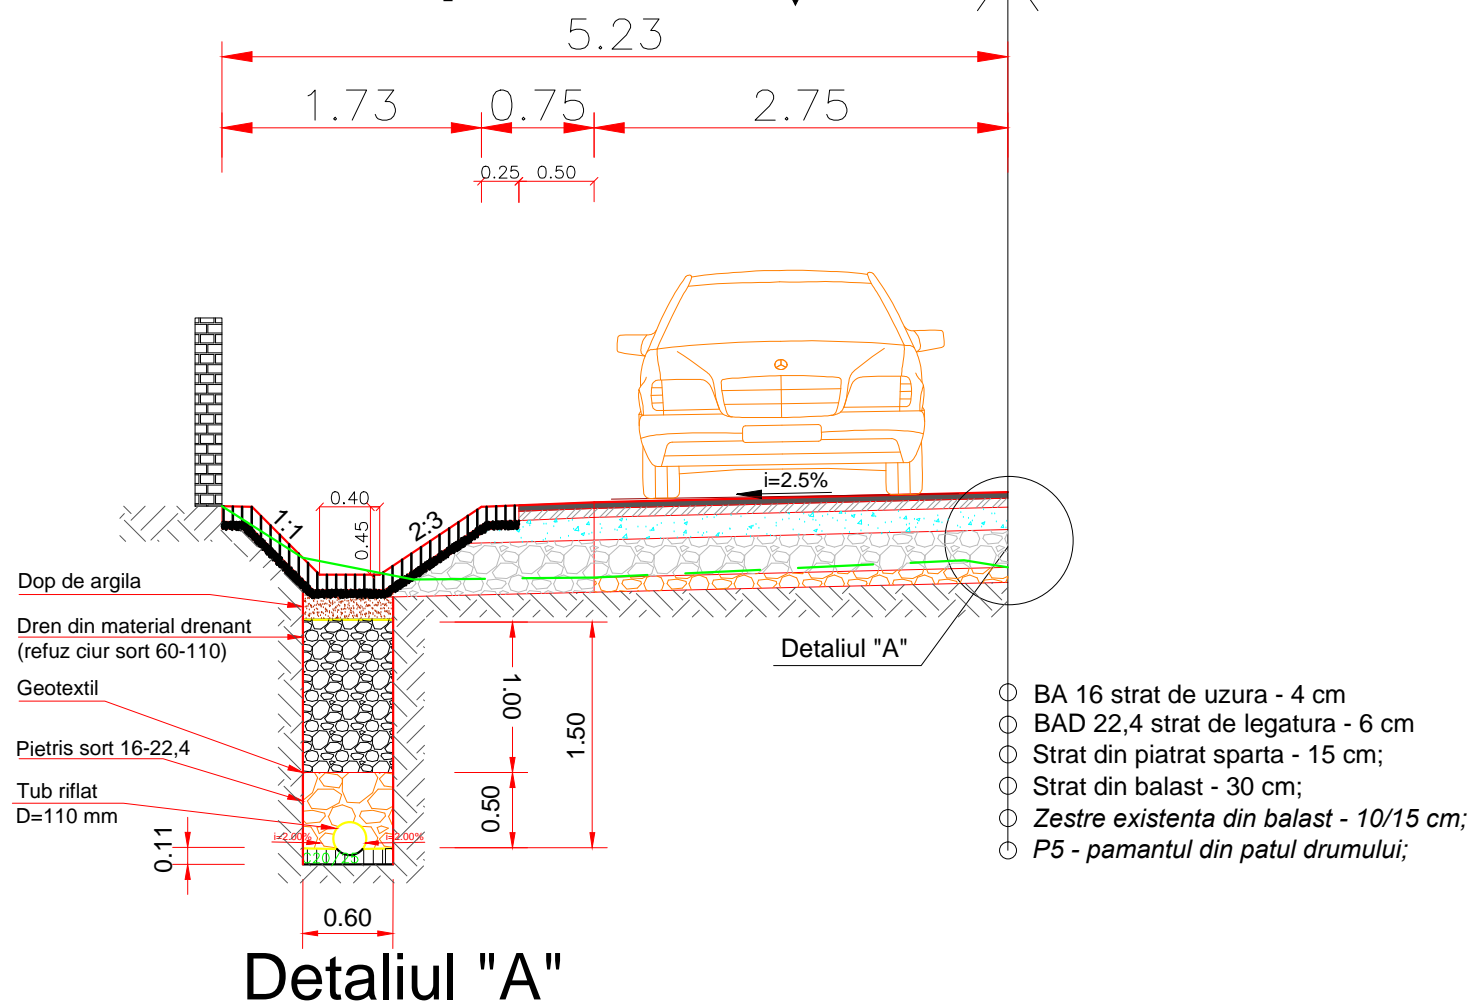 5.23
1.73 0.75 2.75
0.25 0.50
i=2.5%
0.40
1:1
0.45
2:3
Dop de argila
Dren din material drenant
(refuz ciur sort 60-110)
Geotextil
Pietris sort 16-22,4
Tub riflat
D=110 mm
1.00
1.50
0.50
0.11
i=2.00% i=2.00%
0.60
Detaliul "A"
BA 16 strat de uzura - 4 cm
BAD 22,4 strat de legatura - 6 cm
Strat din piatrat sparta - 15 cm;
Strat din balast - 30 cm;
Zestre existenta din balast - 10/15 cm;
P5 - pamantul din patul drumului;
Detaliul "A"